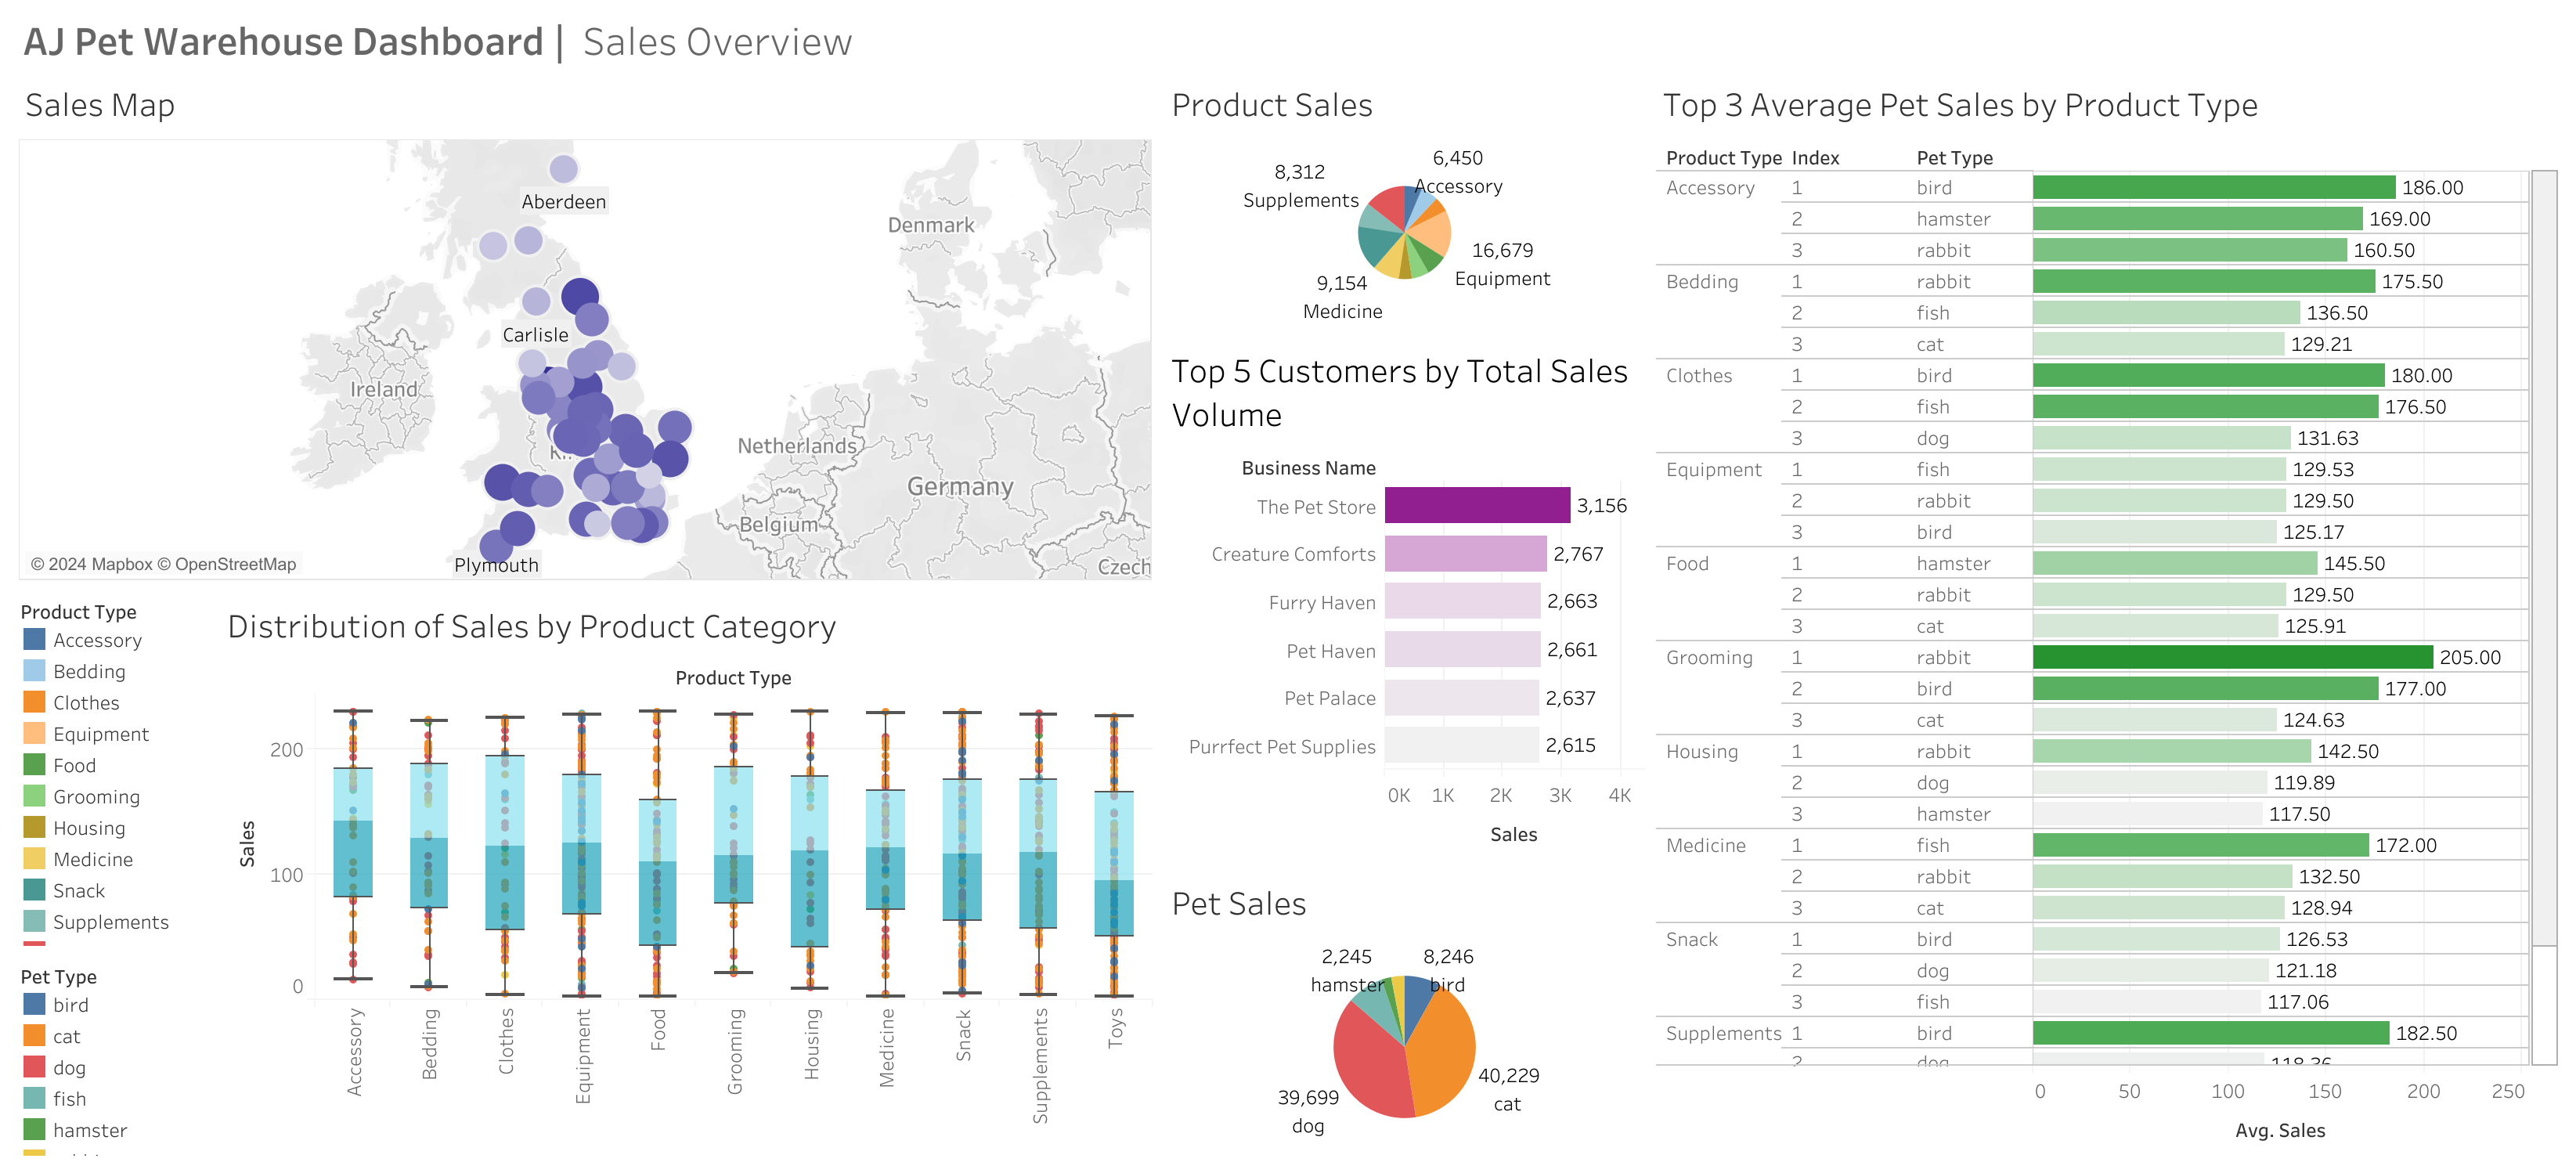 AJ Pet Warehouse Dashboard | Sales Overview
Sales Map
Aberdeen
Denmark
Carlisle
Ireland
Netherlands
Germany
Belgium
Czech
Plymouth
© 2024 Mapbox © OpenStreetMap
Product Type
Accessory
Bedding
Clothes
Equipment
Food
Grooming
Housing
Medicine
Snack
Supplements
Pet Type
bird
cat
dog
fish
hamster
Distribution of Sales by Product Category
Product Type
Sales
200
100
0
Accessory
Bedding
Clothes
Equipment
Food
Grooming
Housing
Medicine
Snack
Supplements
Toys
Product Sales
8,312
Supplements
6,450
Accessory
16,679
Equipment
9,154
Medicine
Top 5 Customers by Total Sales
Volume
Business Name
The Pet Store 3,156
Creature Comforts 2,767
Furry Haven 2,663
Pet Haven 2,661
Pet Palace 2,637
Purrfect Pet Supplies 2,615
0K 1K 2K 3K 4K
Sales
Pet Sales
2,245
hamster
8,246
bird
40,229
cat
39,699
dog
Top 3 Average Pet Sales by Product Type
Product Type Index Pet Type
Accessory 1 bird 186.00
2 hamster 169.00
3 rabbit 160.50
Bedding 1 rabbit 175.50
2 fish 136.50
3 cat 129.21
Clothes 1 bird 180.00
2 fish 176.50
3 dog 131.63
Equipment 1 fish 129.53
2 rabbit 129.50
3 bird 125.17
Food 1 hamster 145.50
2 rabbit 129.50
3 cat 125.91
Grooming 1 rabbit 205.00
2 bird 177.00
3 cat 124.63
Housing 1 rabbit 142.50
2 dog 119.89
3 hamster 117.50
Medicine 1 fish 172.00
2 rabbit 132.50
3 cat 128.94
Snack 1 bird 126.53
2 dog 121.18
3 fish 117.06
Supplements 1 bird 182.50
2 dog 118.36
0 50 100 150 200 250
Avg. Sales